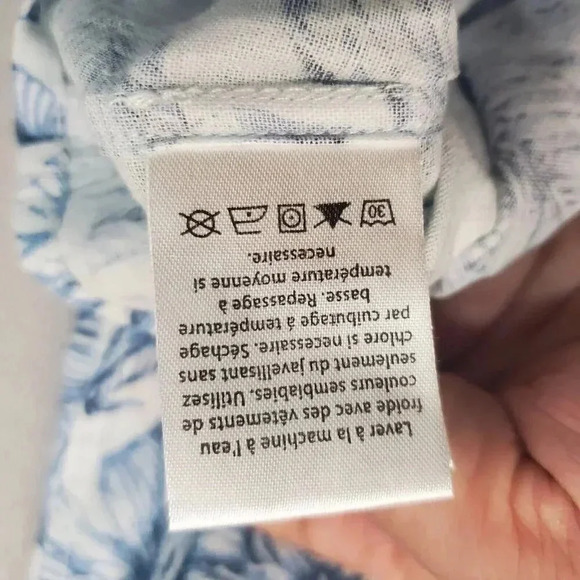 Laver à la machine à l'eau
froide avec des vêtements de
couleurs semblables. Utilisez
seulement du javellisant sans
chlore si necessaire. Séchage
par cuibutage à température
basse. Repassage à
température moyenne si
necessaire.
30